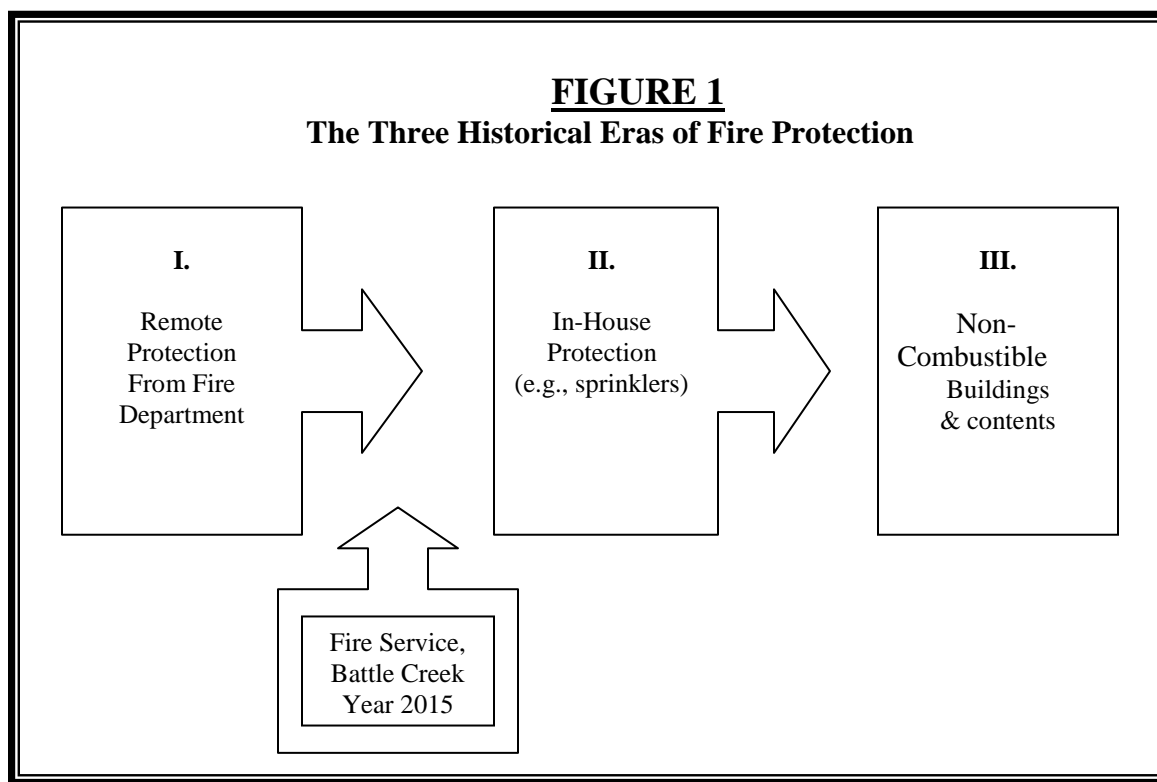 FIGURE 1
The Three Historical Eras of Fire Protection
I.
Remote
Protection
From Fire
Department
II.
In-House
Protection
(e.g., sprinklers)
III.
Non-
Combustible
Buildings
& contents
Fire Service,
Battle Creek
Year 2015